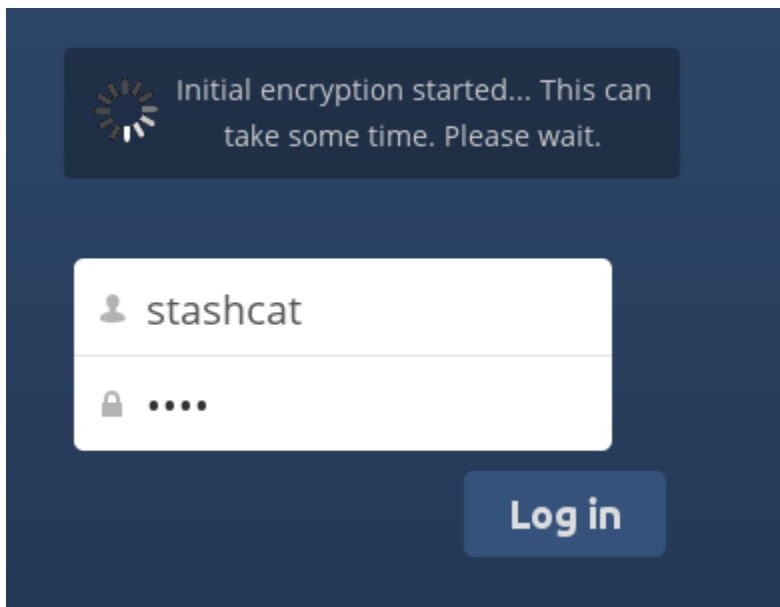 Initial encryption started... This can
take some time. Please wait.
stashcat
••••
Log in